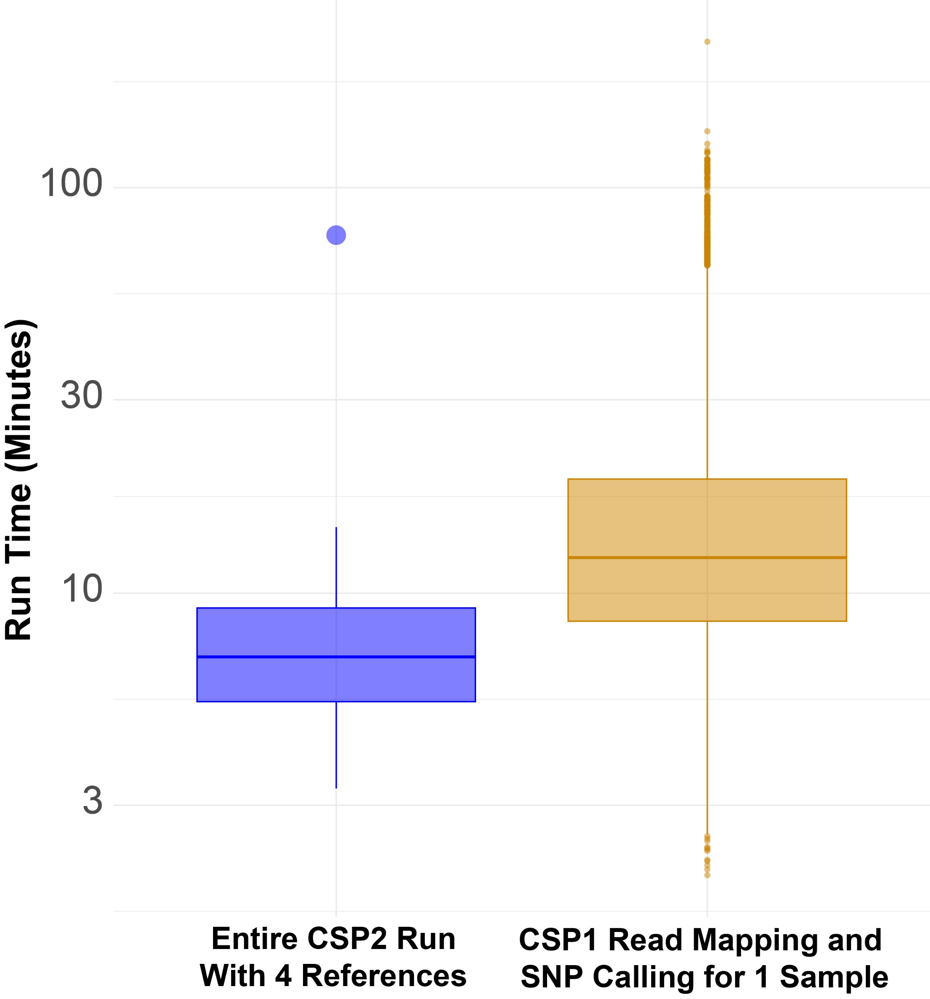 Run Time (Minutes)
100
30
10
3
Entire CSP2 Run
With 4 References
CSP1 Read Mapping and
SNP Calling for 1 Sample